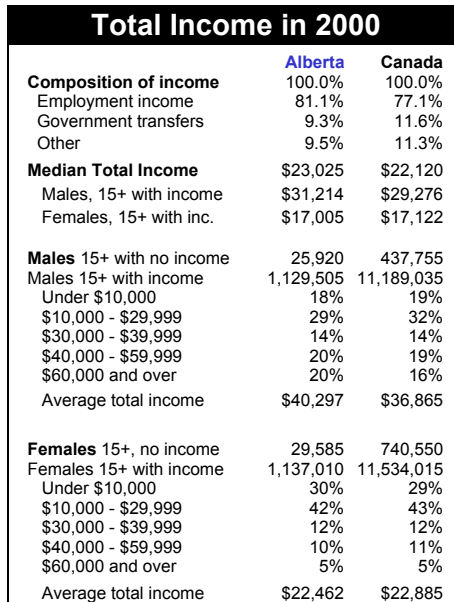 Total Income in 2000
Alberta Canada
Composition of income 100.0% 100.0%
Employment income 81.1% 77.1%
Government transfers 9.3% 11.6%
Other 9.5% 11.3%
Median Total Income $23,025 $22,120
Males, 15+ with income $31,214 $29,276
Females, 15+ with inc. $17,005 $17,122
Males 15+ with no income 25,920 437,755
Males 15+ with income 1,129,505 11,189,035
Under $10,000 18% 19%
$10,000 - $29,999 29% 32%
$30,000 - $39,999 14% 14%
$40,000 - $59,999 20% 19%
$60,000 and over 20% 16%
Average total income $40,297 $36,865
Females 15+, no income 29,585 740,550
Females 15+ with income 1,137,010 11,534,015
Under $10,000 30% 29%
$10,000 - $29,999 42% 43%
$30,000 - $39,999 12% 12%
$40,000 - $59,999 10% 11%
$60,000 and over 5% 5%
Average total income $22,462 $22,885